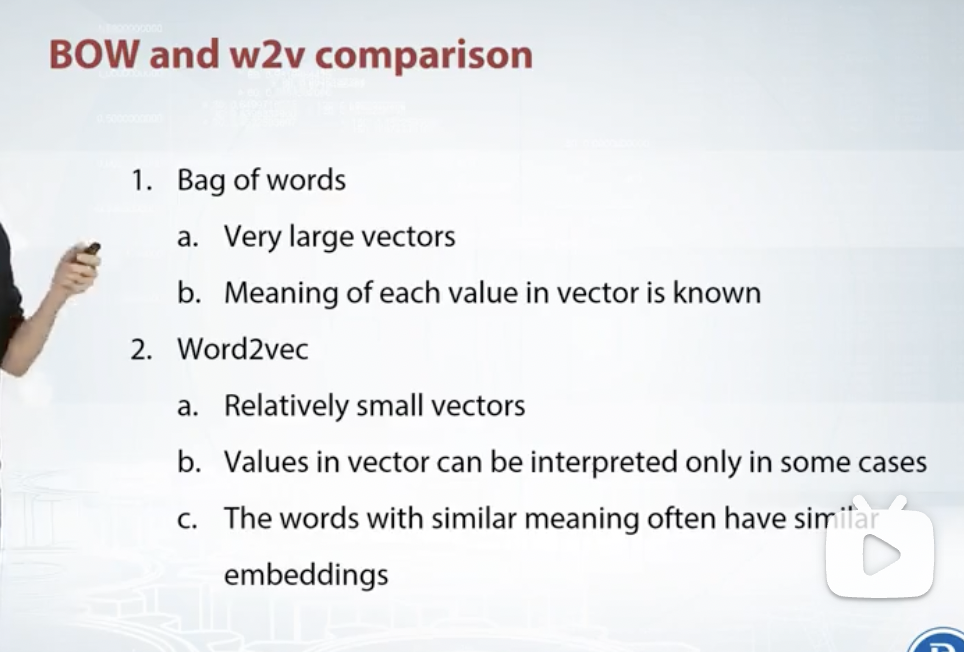 BOW and w2v comparison
1. Bag of words
a. Very large vectors
b. Meaning of each value in vector is known
2. Word2vec
a. Relatively small vectors
b. Values in vector can be interpreted only in some cases
c. The words with similar meaning often have similar
embeddings